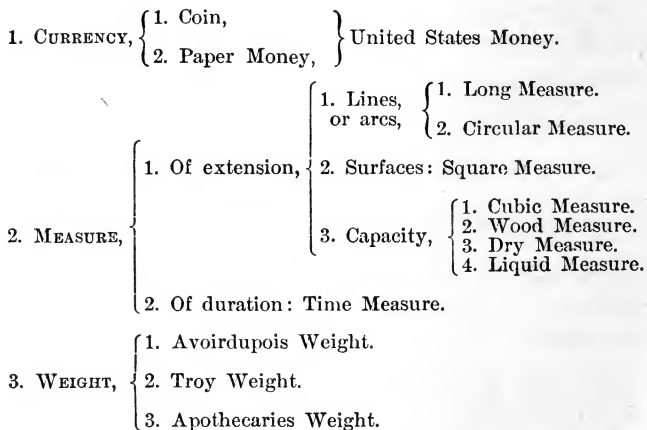 1. Currency, 1. Coin,
2. Paper Money, United States Money.
2. Measure, 1. Of extension, 1. Lines, or arcs, 1. Long Measure.
2. Circular Measure.
2. Surfaces: Square Measure.
3. Capacity, 1. Cubic Measure.
2. Wood Measure.
3. Dry Measure.
4. Liquid Measure.
2. Of duration: Time Measure.
3. Weight, 1. Avoirdupois Weight.
2. Troy Weight.
3. Apothecaries Weight.